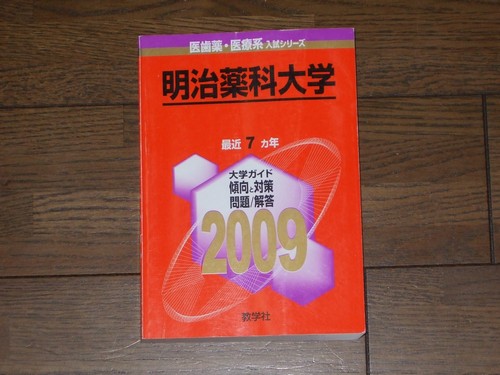 医歯薬・医療系 入試シリーズ
明治薬科大学
最近 7 ヵ年
大学ガイド
傾向と対策
問題/解答
2009
教学社